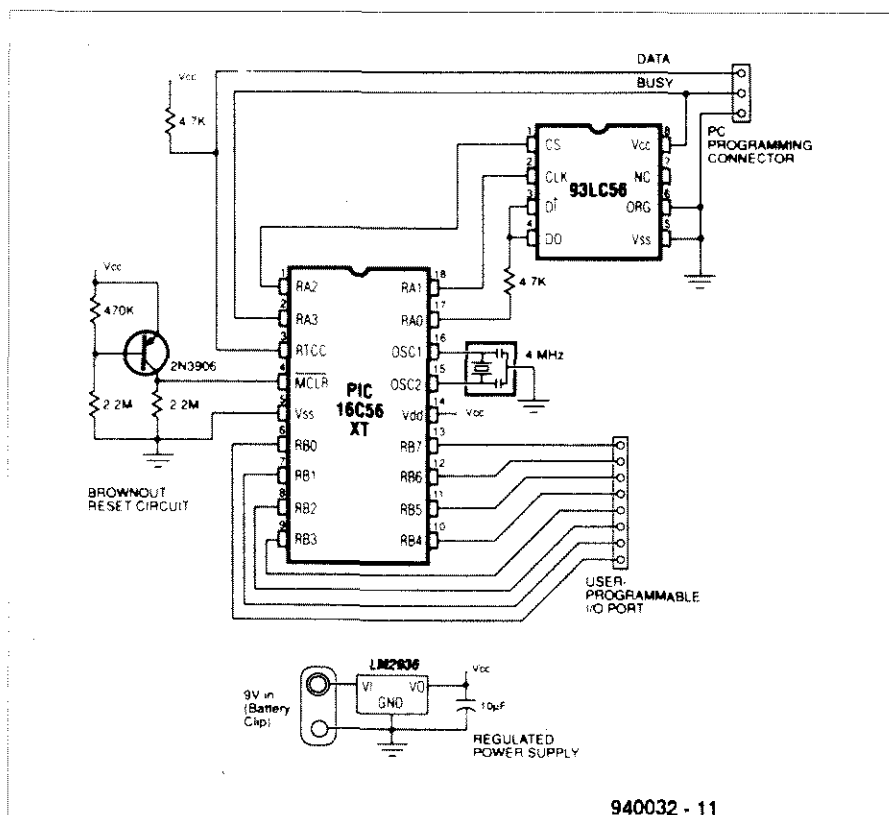 DATA
BUSY
Vcc
4.7K
PC
PROGRAMMING
CONNECTOR
1
CS
Vcc
8
2
CLK
93LC56
NC
7
3
DI
ORG
6
4
DO
Vss
5
4.7K
Vcc
470K
2N3906
2.2M
2.2M
BROWNOUT
RESET CIRCUIT
1
RA2
RA1
18
2
RA3
RA0
17
3
RTCC
OSC1
16
4 MHz
4
MCLR
OSC2
15
PIC
16C56
XT
5
Vss
Vdd
14
Vcc
6
RB0
RB7
13
7
RB1
RB6
12
8
RB2
RB5
11
9
RB3
RB4
10
USER-
PROGRAMMABLE
I/O PORT
LM2936
9V in
(Battery
Clip)
VI
VO
GND
Vcc
10µF
REGULATED
POWER SUPPLY
940032 - 11